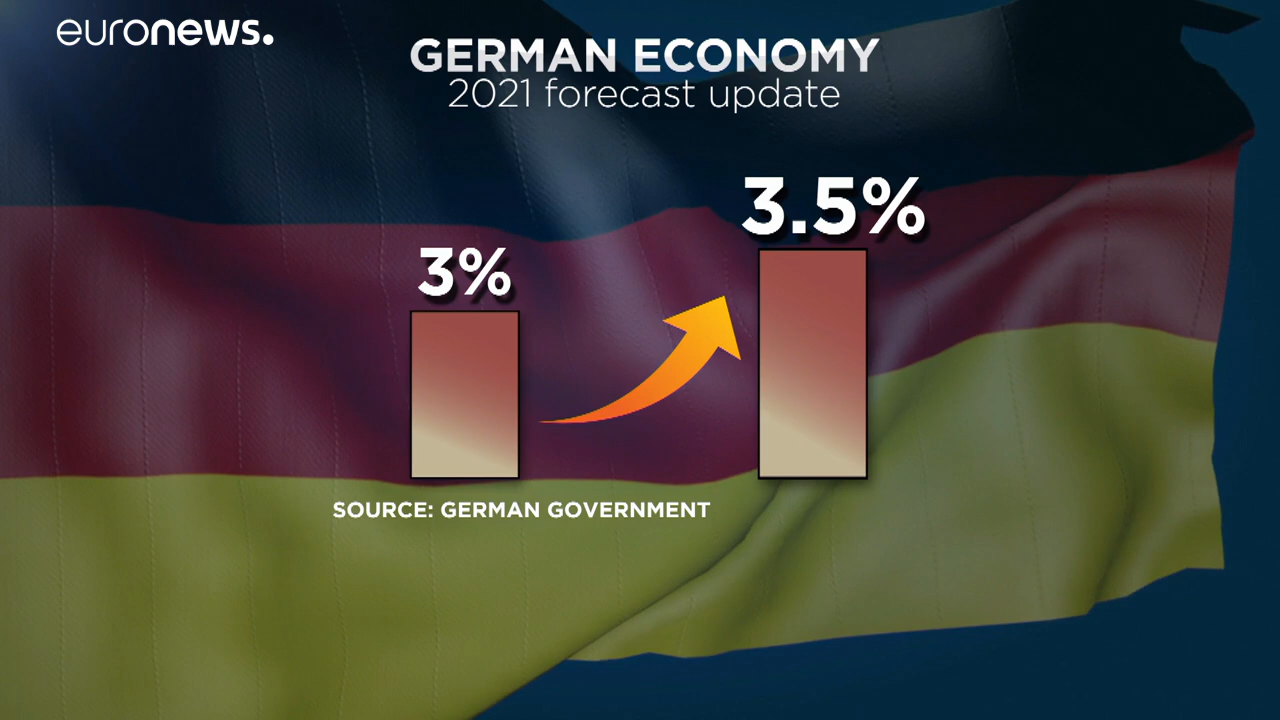 euronews.
GERMAN ECONOMY
2021 forecast update
3.5%
3%
SOURCE: GERMAN GOVERNMENT